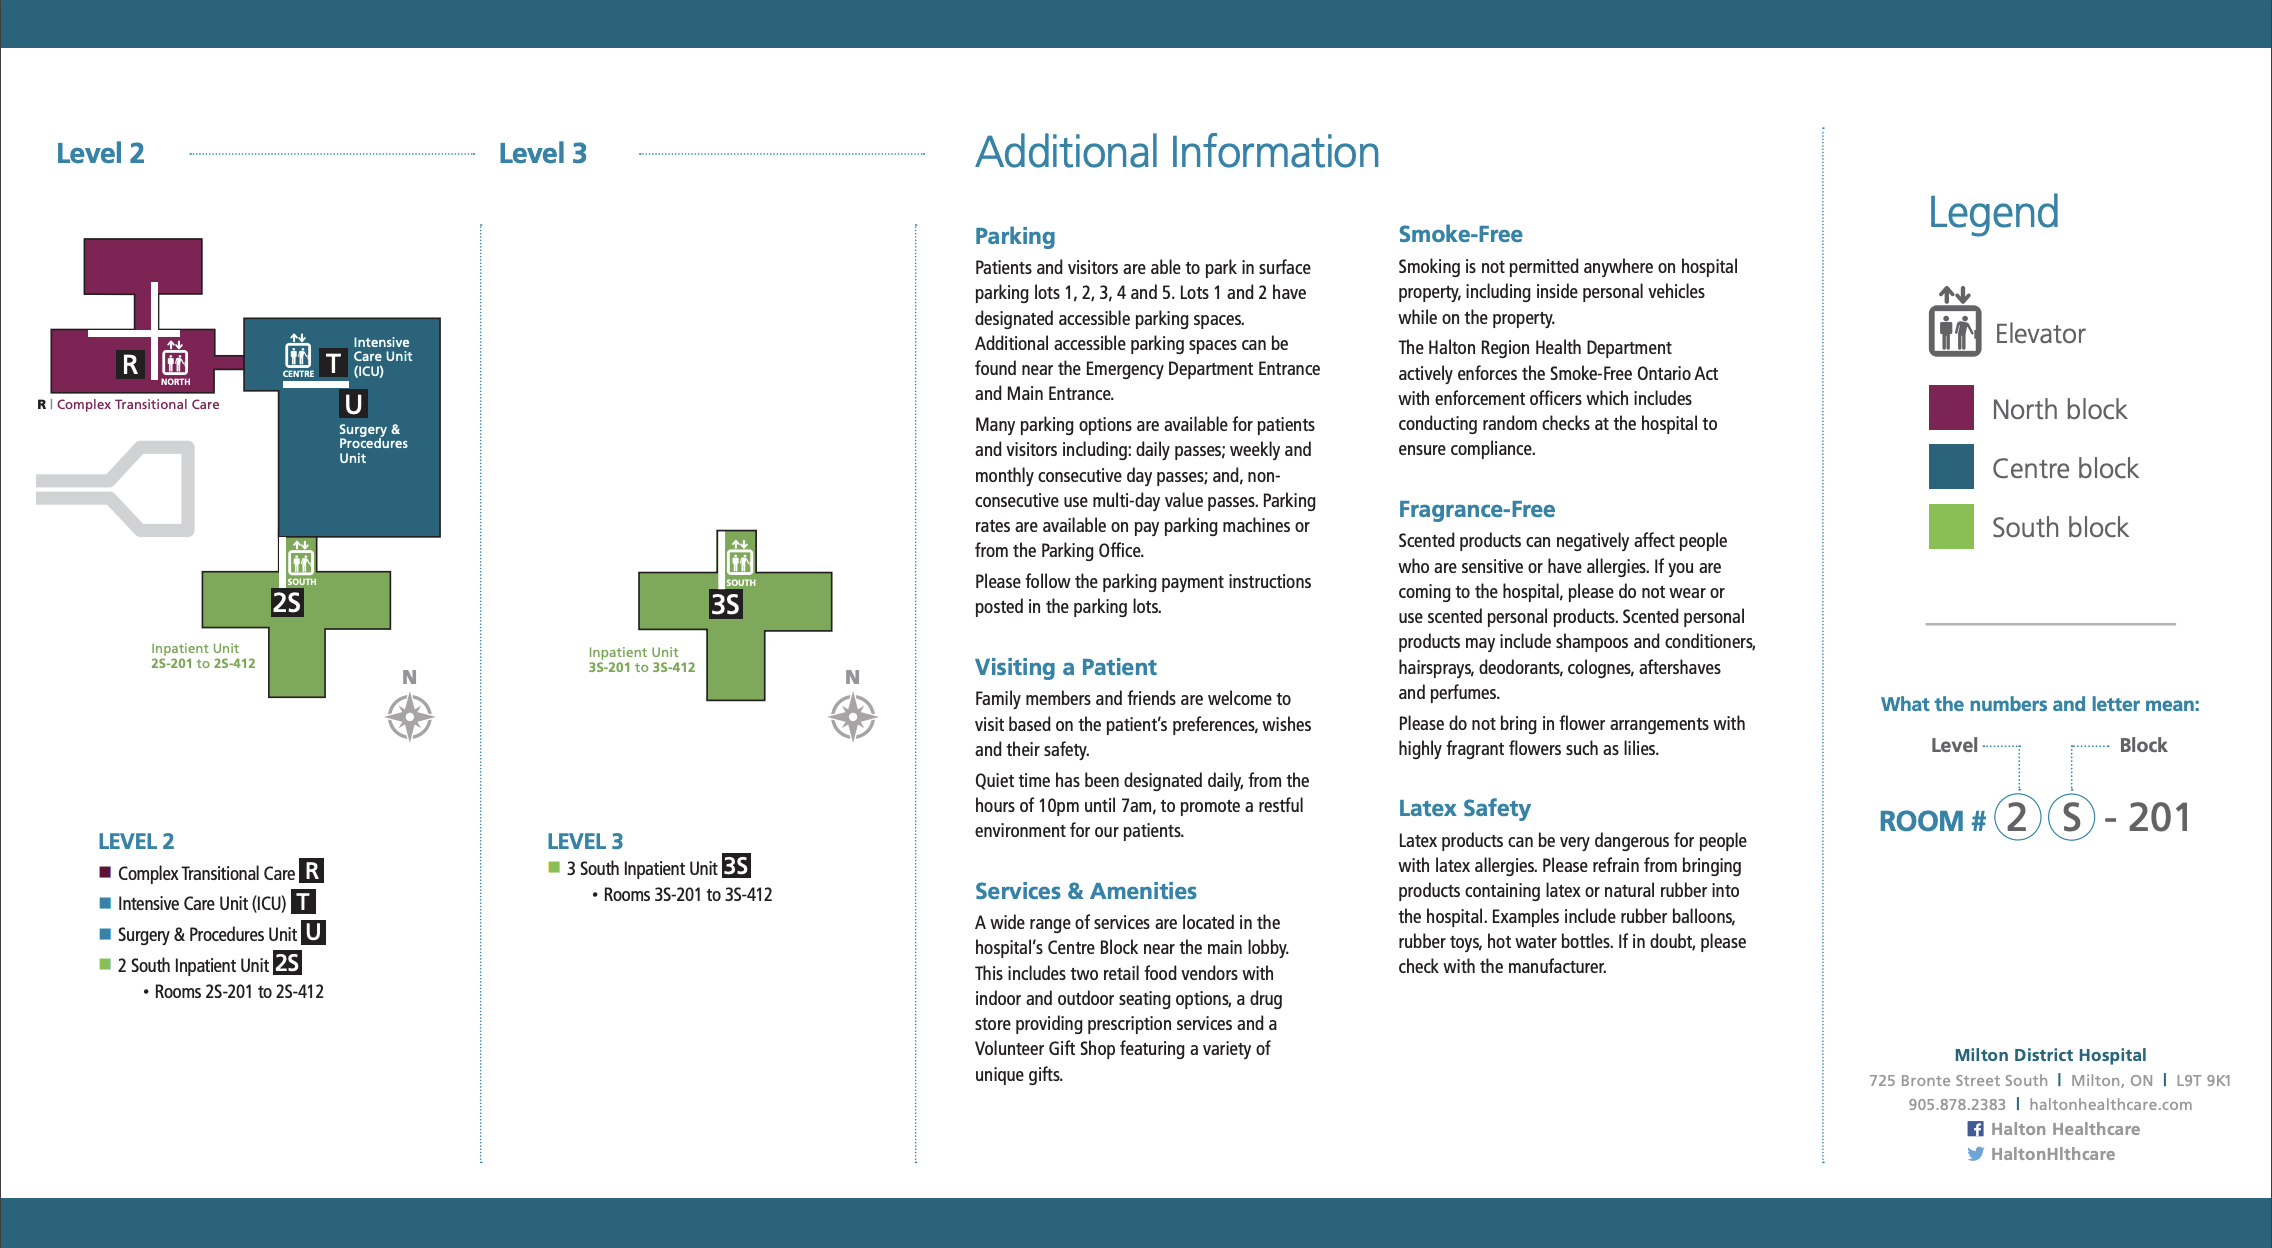 Level 2
R
NORTH
R | Complex Transitional Care
CENTRE
T
Intensive
Care Unit
(ICU)
U
Surgery &
Procedures
Unit
SOUTH
2S
Inpatient Unit
2S-201 to 2S-412
N
LEVEL 2
Complex Transitional Care R
Intensive Care Unit (ICU) T
Surgery & Procedures Unit U
2 South Inpatient Unit 2S
• Rooms 2S-201 to 2S-412
Level 3
SOUTH
3S
Inpatient Unit
3S-201 to 3S-412
N
LEVEL 3
3 South Inpatient Unit 3S
• Rooms 3S-201 to 3S-412
Additional Information
Parking
Patients and visitors are able to park in surface
parking lots 1, 2, 3, 4 and 5. Lots 1 and 2 have
designated accessible parking spaces.
Additional accessible parking spaces can be
found near the Emergency Department Entrance
and Main Entrance.
Many parking options are available for patients
and visitors including: daily passes; weekly and
monthly consecutive day passes; and, non-
consecutive use multi-day value passes. Parking
rates are available on pay parking machines or
from the Parking Office.
Please follow the parking payment instructions
posted in the parking lots.
Visiting a Patient
Family members and friends are welcome to
visit based on the patient's preferences, wishes
and their safety.
Quiet time has been designated daily, from the
hours of 10pm until 7am, to promote a restful
environment for our patients.
Services & Amenities
A wide range of services are located in the
hospital's Centre Block near the main lobby.
This includes two retail food vendors with
indoor and outdoor seating options, a drug
store providing prescription services and a
Volunteer Gift Shop featuring a variety of
unique gifts.
Smoke-Free
Smoking is not permitted anywhere on hospital
property, including inside personal vehicles
while on the property.
The Halton Region Health Department
actively enforces the Smoke-Free Ontario Act
with enforcement officers which includes
conducting random checks at the hospital to
ensure compliance.
Fragrance-Free
Scented products can negatively affect people
who are sensitive or have allergies. If you are
coming to the hospital, please do not wear or
use scented personal products. Scented personal
products may include shampoos and conditioners,
hairsprays, deodorants, colognes, aftershaves
and perfumes.
Please do not bring in flower arrangements with
highly fragrant flowers such as lilies.
Latex Safety
Latex products can be very dangerous for people
with latex allergies. Please refrain from bringing
products containing latex or natural rubber into
the hospital. Examples include rubber balloons,
rubber toys, hot water bottles. If in doubt, please
check with the manufacturer.
Legend
Elevator
North block
Centre block
South block
What the numbers and letter mean:
Level Block
ROOM # 2 S - 201
Milton District Hospital
725 Bronte Street South | Milton, ON | L9T 9K1
905.878.2383 | haltonhealthcare.com
Halton Healthcare
HaltonHlthcare